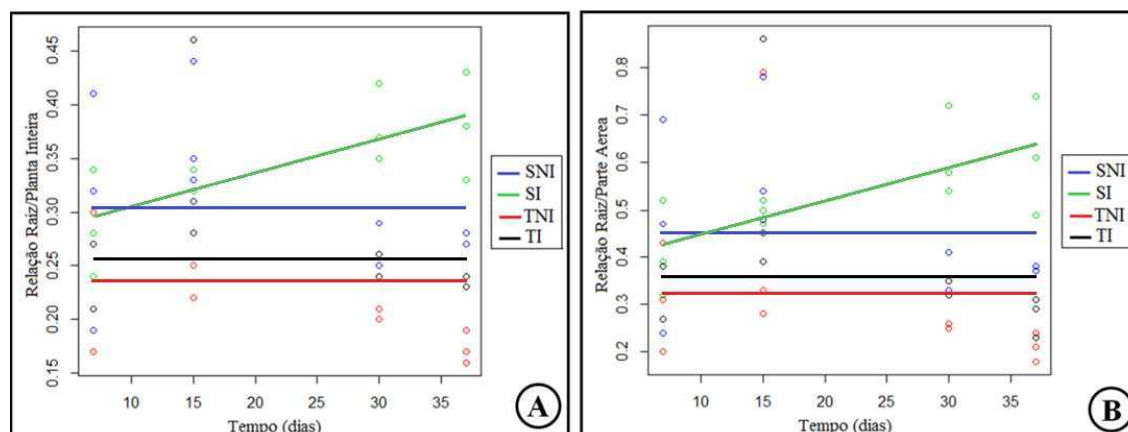 Relação Raiz/Planta Inteira
0.45
0.40
0.35
0.30
0.25
0.20
0.15
10 15 20 25 30 35
Tempo (dias)
SNI
SI
TNI
TI
A
Relação Raiz/Parte Aerea
0.8
0.7
0.6
0.5
0.4
0.3
0.2
10 15 20 25 30 35
Tempo (dias)
SNI
SI
TNI
TI
B